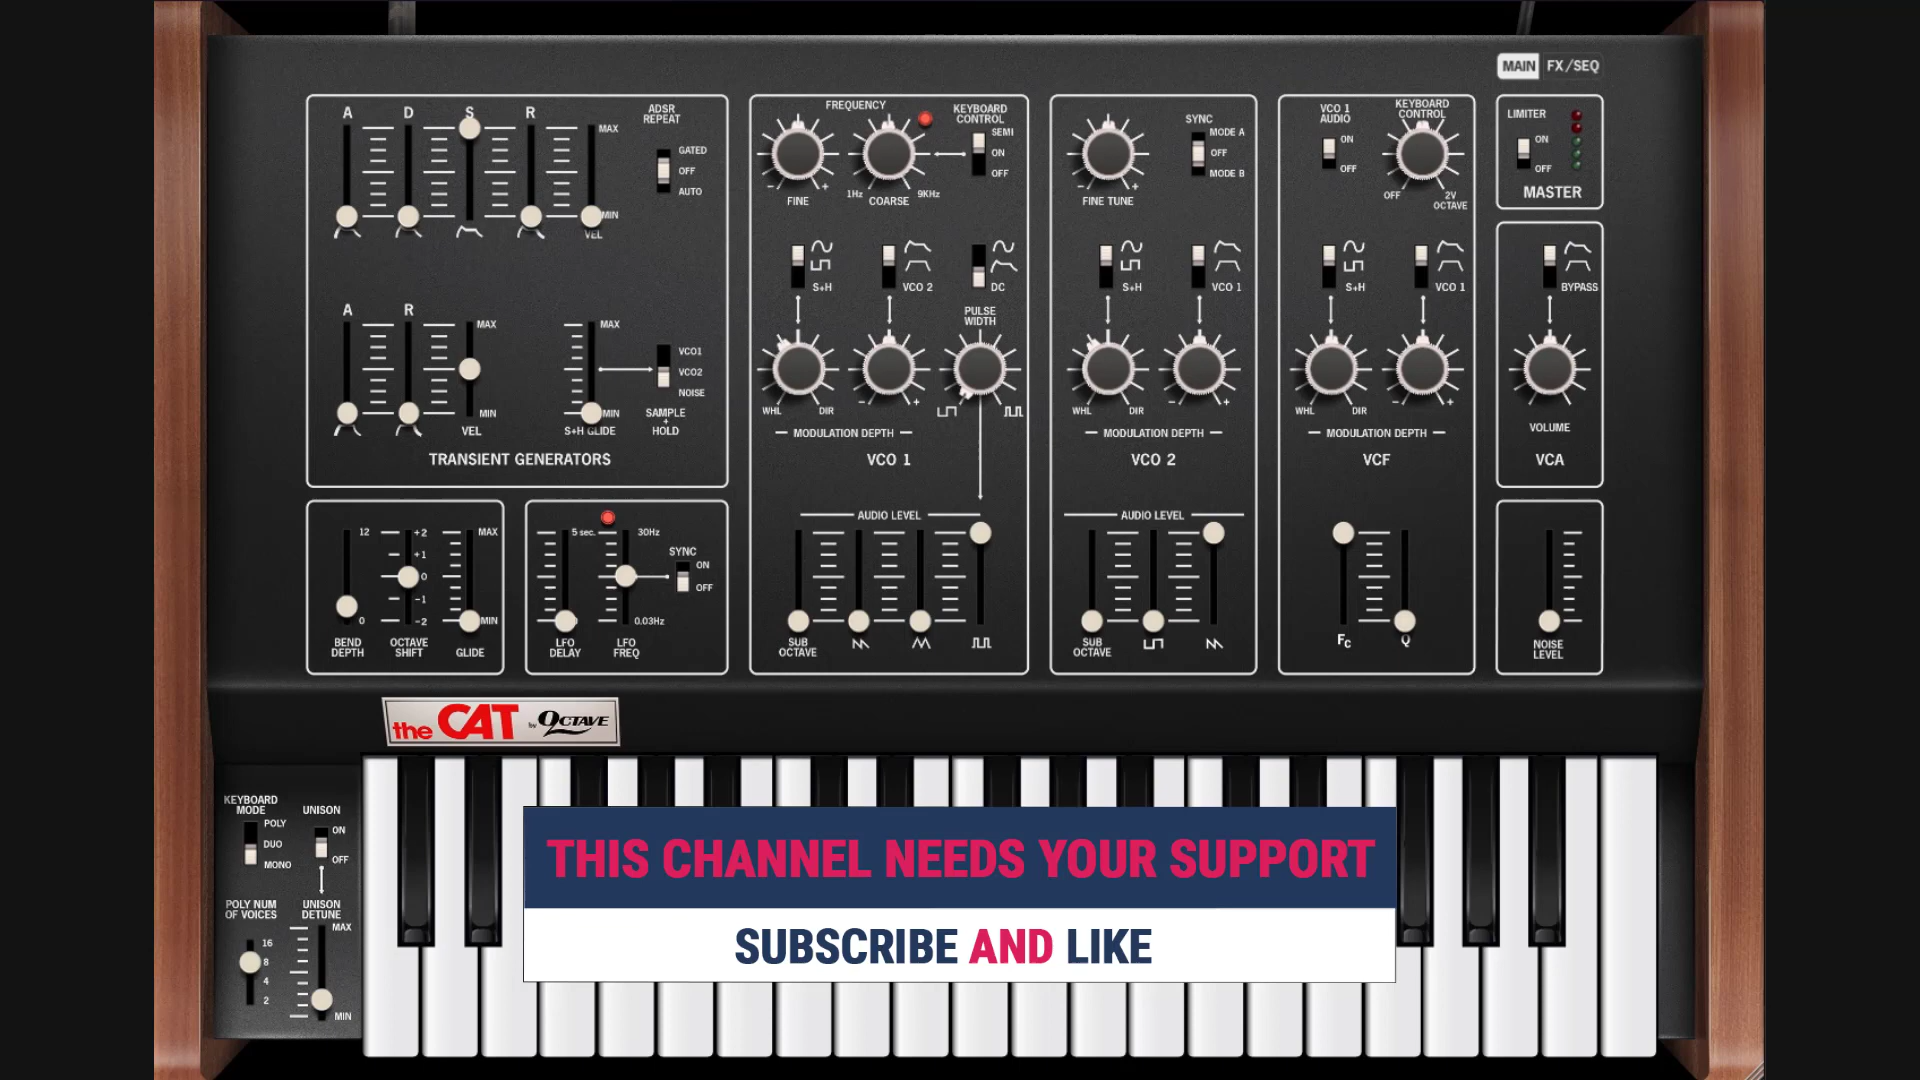 MAIN FX/SEQ
A D S R
ADSR
REPEAT
MAX
GATED
OFF
AUTO
MIN
VEL
A R
MAX
MIN
VEL
MAX
MIN
S+H GLIDE
VCO1
VCO2
NOISE
SAMPLE
+
HOLD
TRANSIENT GENERATORS
FREQUENCY
KEYBOARD
CONTROL
SEMI
ON
OFF
- +
FINE
1Hz 9KHz
COARSE
S+H
VCO 2
DC
PULSE
WIDTH
WHL DIR
- +
MODULATION DEPTH
VCO 1
AUDIO LEVEL
SUB
OCTAVE
SYNC
MODE A
OFF
MODE B
- +
FINE TUNE
S+H
VCO 1
WHL DIR
- +
MODULATION DEPTH
VCO 2
AUDIO LEVEL
SUB
OCTAVE
VCO 1
AUDIO
ON
OFF
KEYBOARD
CONTROL
OFF
2V
OCTAVE
S+H
VCO 1
WHL DIR
- +
MODULATION DEPTH
VCF
Fc Q
LIMITER
ON
OFF
MASTER
BYPASS
VOLUME
VCA
NOISE
LEVEL
12
0
BEND
DEPTH
+2
+1
0
-1
-2
OCTAVE
SHIFT
MAX
MIN
GLIDE
5 sec.
LFO
DELAY
30Hz
0.03Hz
LFO
FREQ
SYNC
ON
OFF
the CAT by OCTAVE
KEYBOARD
MODE
POLY
DUO
MONO
UNISON
ON
OFF
POLY NUM
OF VOICES
16
8
4
2
UNISON
DETUNE
MAX
MIN
THIS CHANNEL NEEDS YOUR SUPPORT
SUBSCRIBE AND LIKE